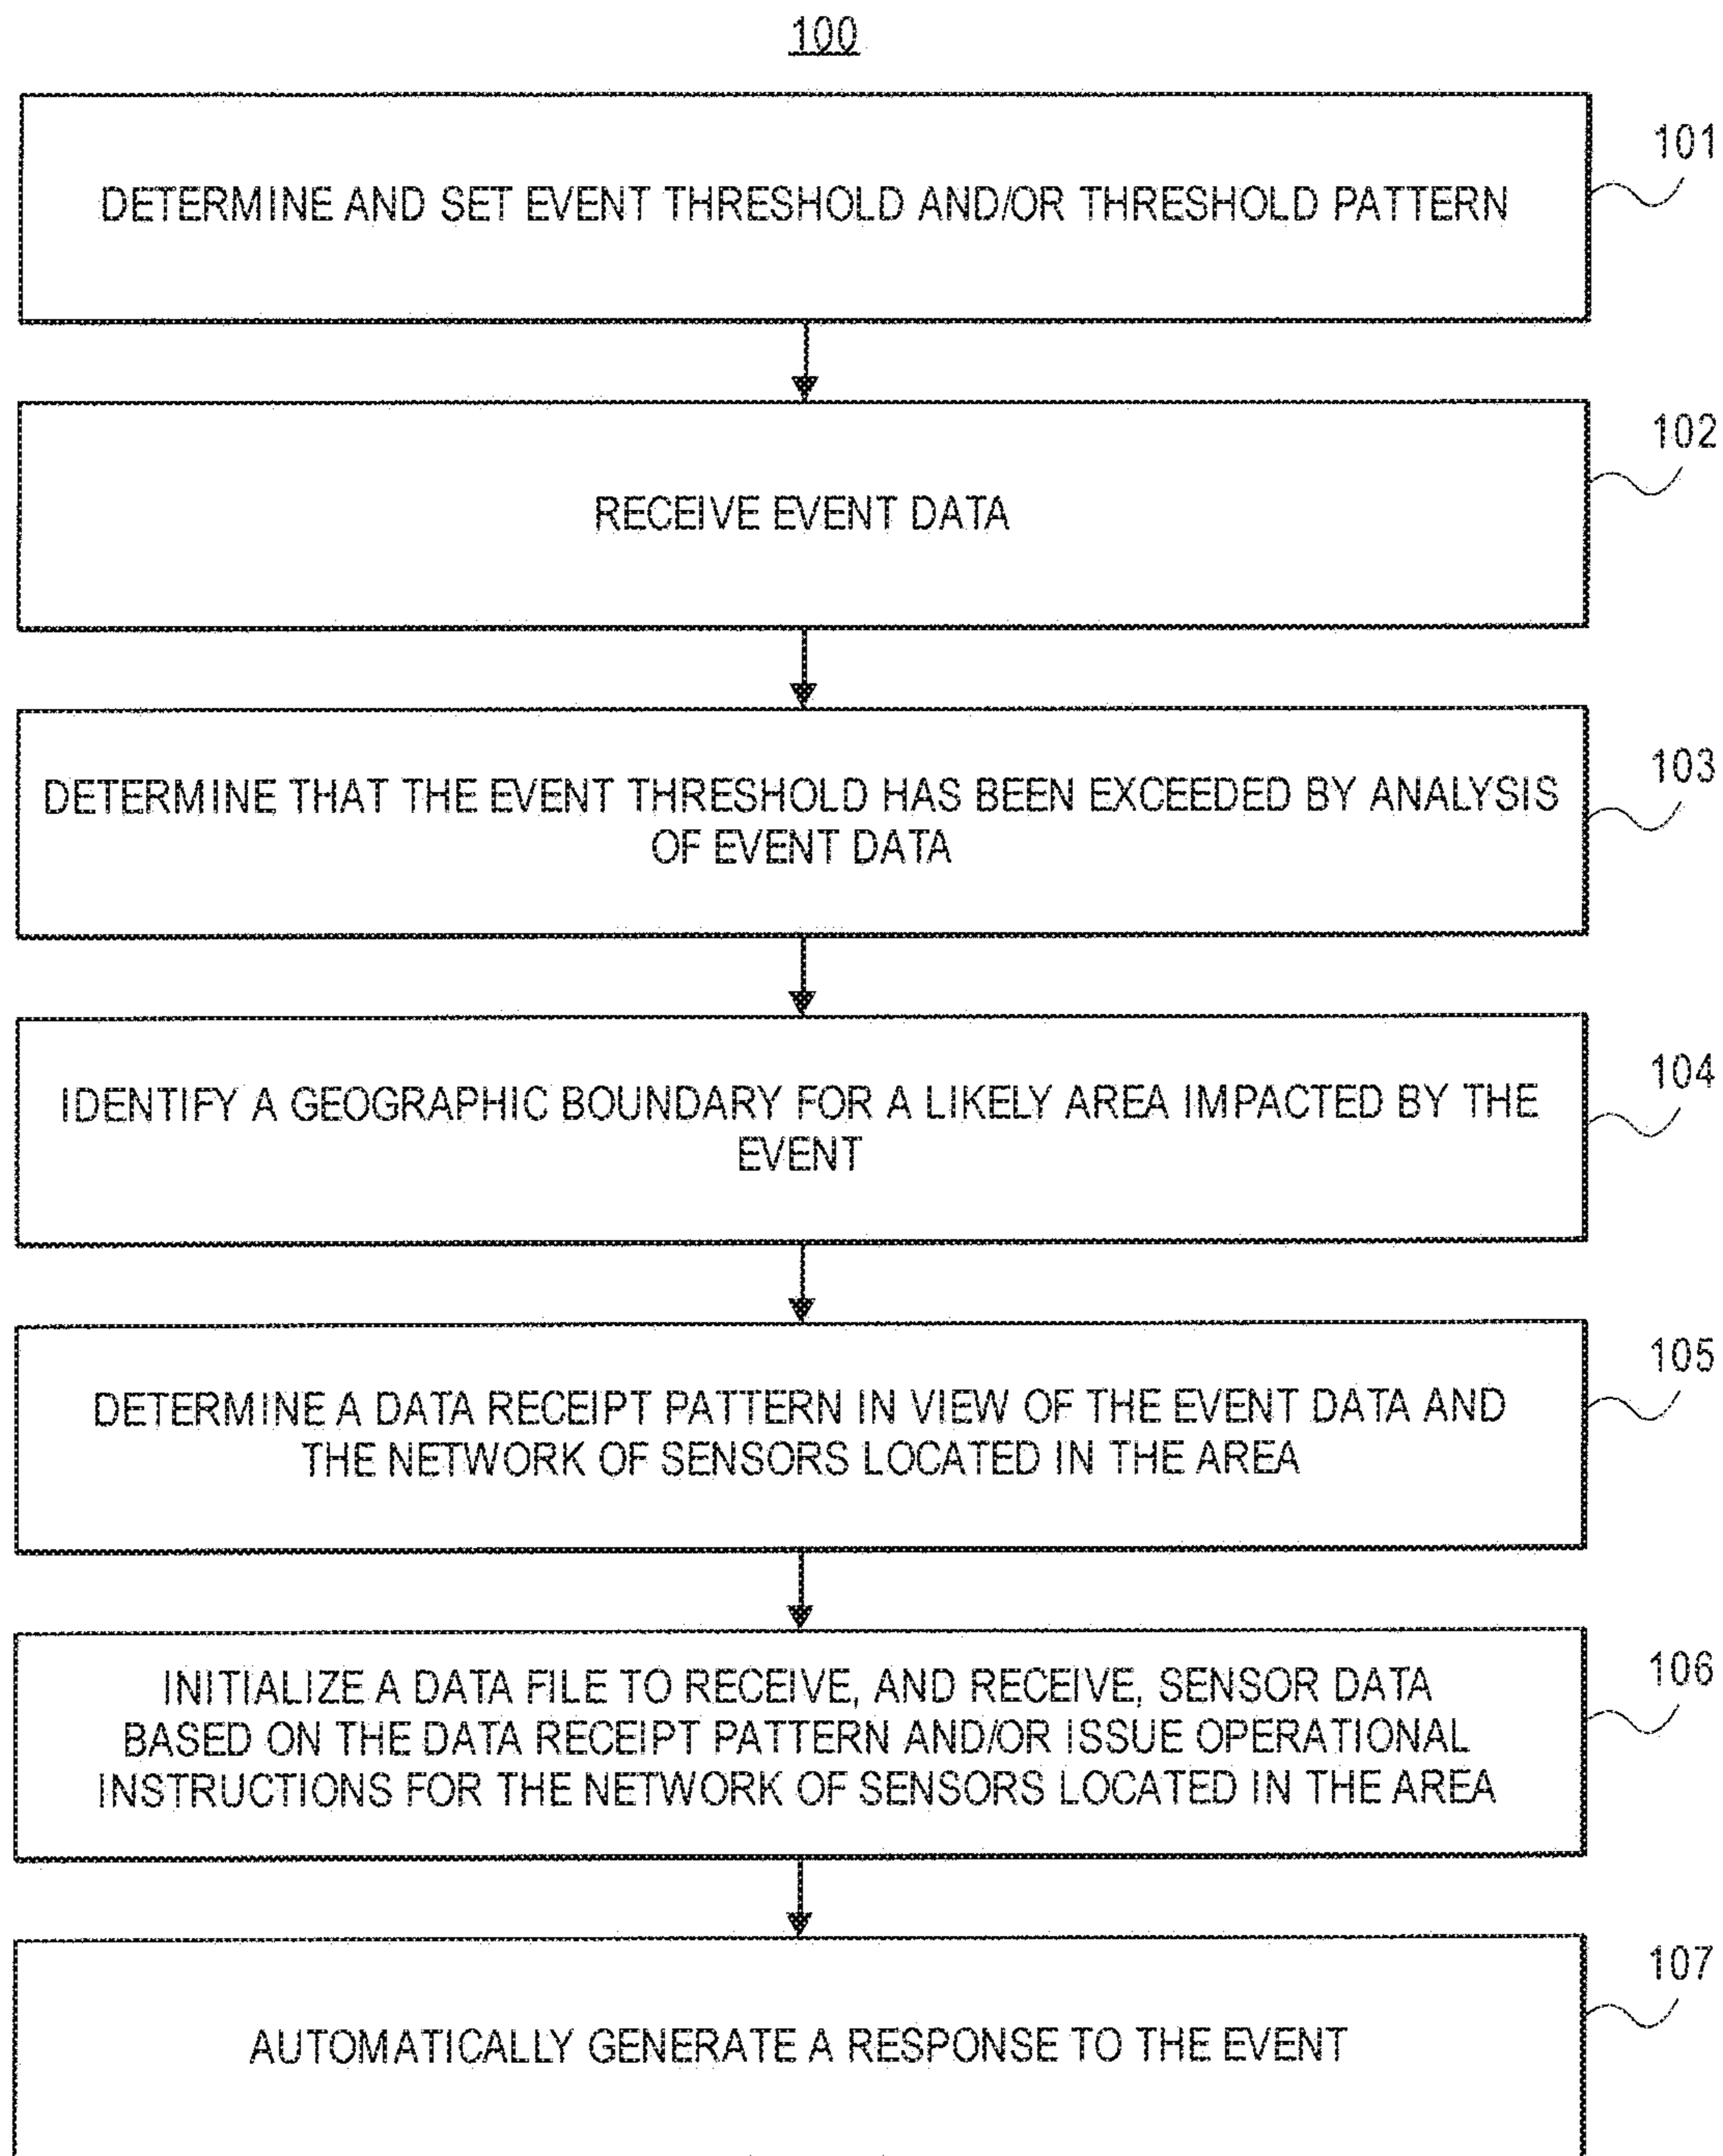 100
DETERMINE AND SET EVENT THRESHOLD AND/OR THRESHOLD PATTERN
101
RECEIVE EVENT DATA
102
DETERMINE THAT THE EVENT THRESHOLD HAS BEEN EXCEEDED BY ANALYSIS
OF EVENT DATA
103
IDENTIFY A GEOGRAPHIC BOUNDARY FOR A LIKELY AREA IMPACTED BY THE
EVENT
104
DETERMINE A DATA RECEIPT PATTERN IN VIEW OF THE EVENT DATA AND
THE NETWORK OF SENSORS LOCATED IN THE AREA
105
INITIALIZE A DATA FILE TO RECEIVE, AND RECEIVE, SENSOR DATA
BASED ON THE DATA RECEIPT PATTERN AND/OR ISSUE OPERATIONAL
INSTRUCTIONS FOR THE NETWORK OF SENSORS LOCATED IN THE AREA
106
AUTOMATICALLY GENERATE A RESPONSE TO THE EVENT
107